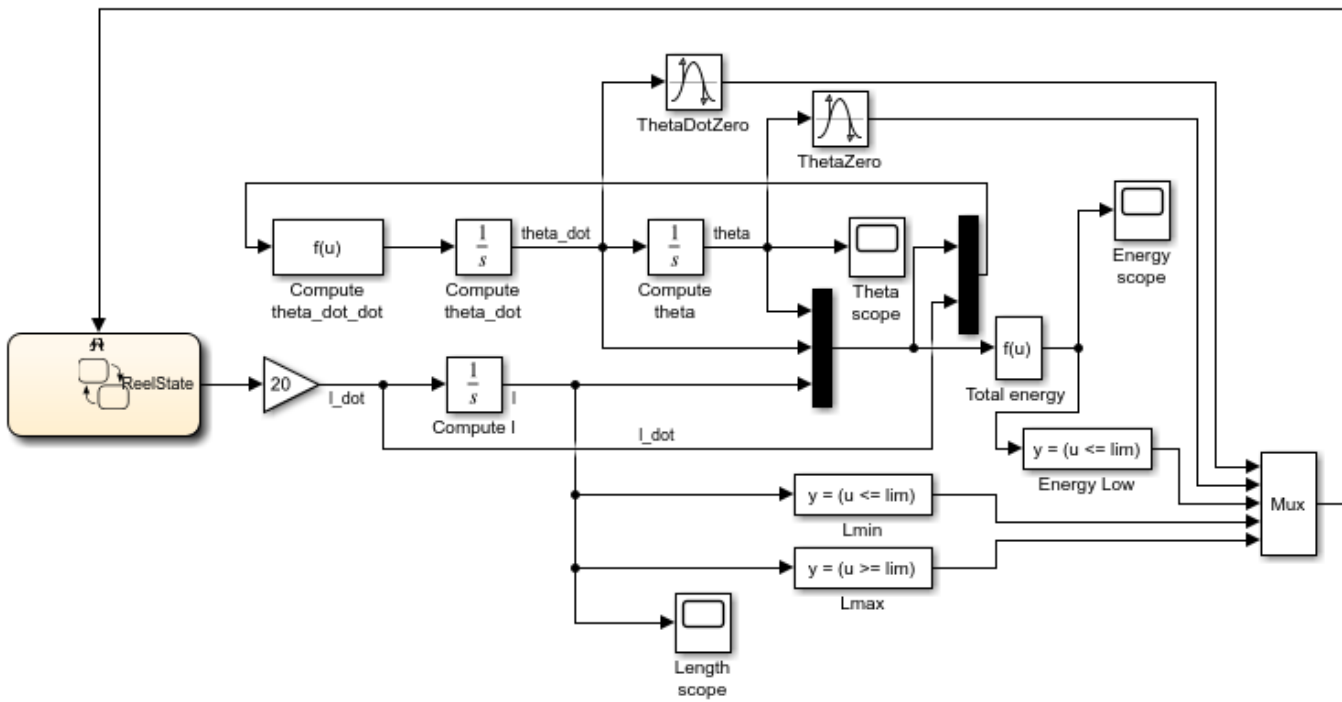 ThetaDotZero
ThetaZero
f(u)
Compute
theta_dot_dot
1
s
Compute
theta_dot
theta_dot
1
s
Compute
theta
theta
Theta
scope
Energy
scope
ReelState
20
l_dot
1
s
Compute l
l
l_dot
f(u)
Total energy
y = (u <= lim)
Energy Low
y = (u <= lim)
Lmin
y = (u >= lim)
Lmax
Mux
Length
scope